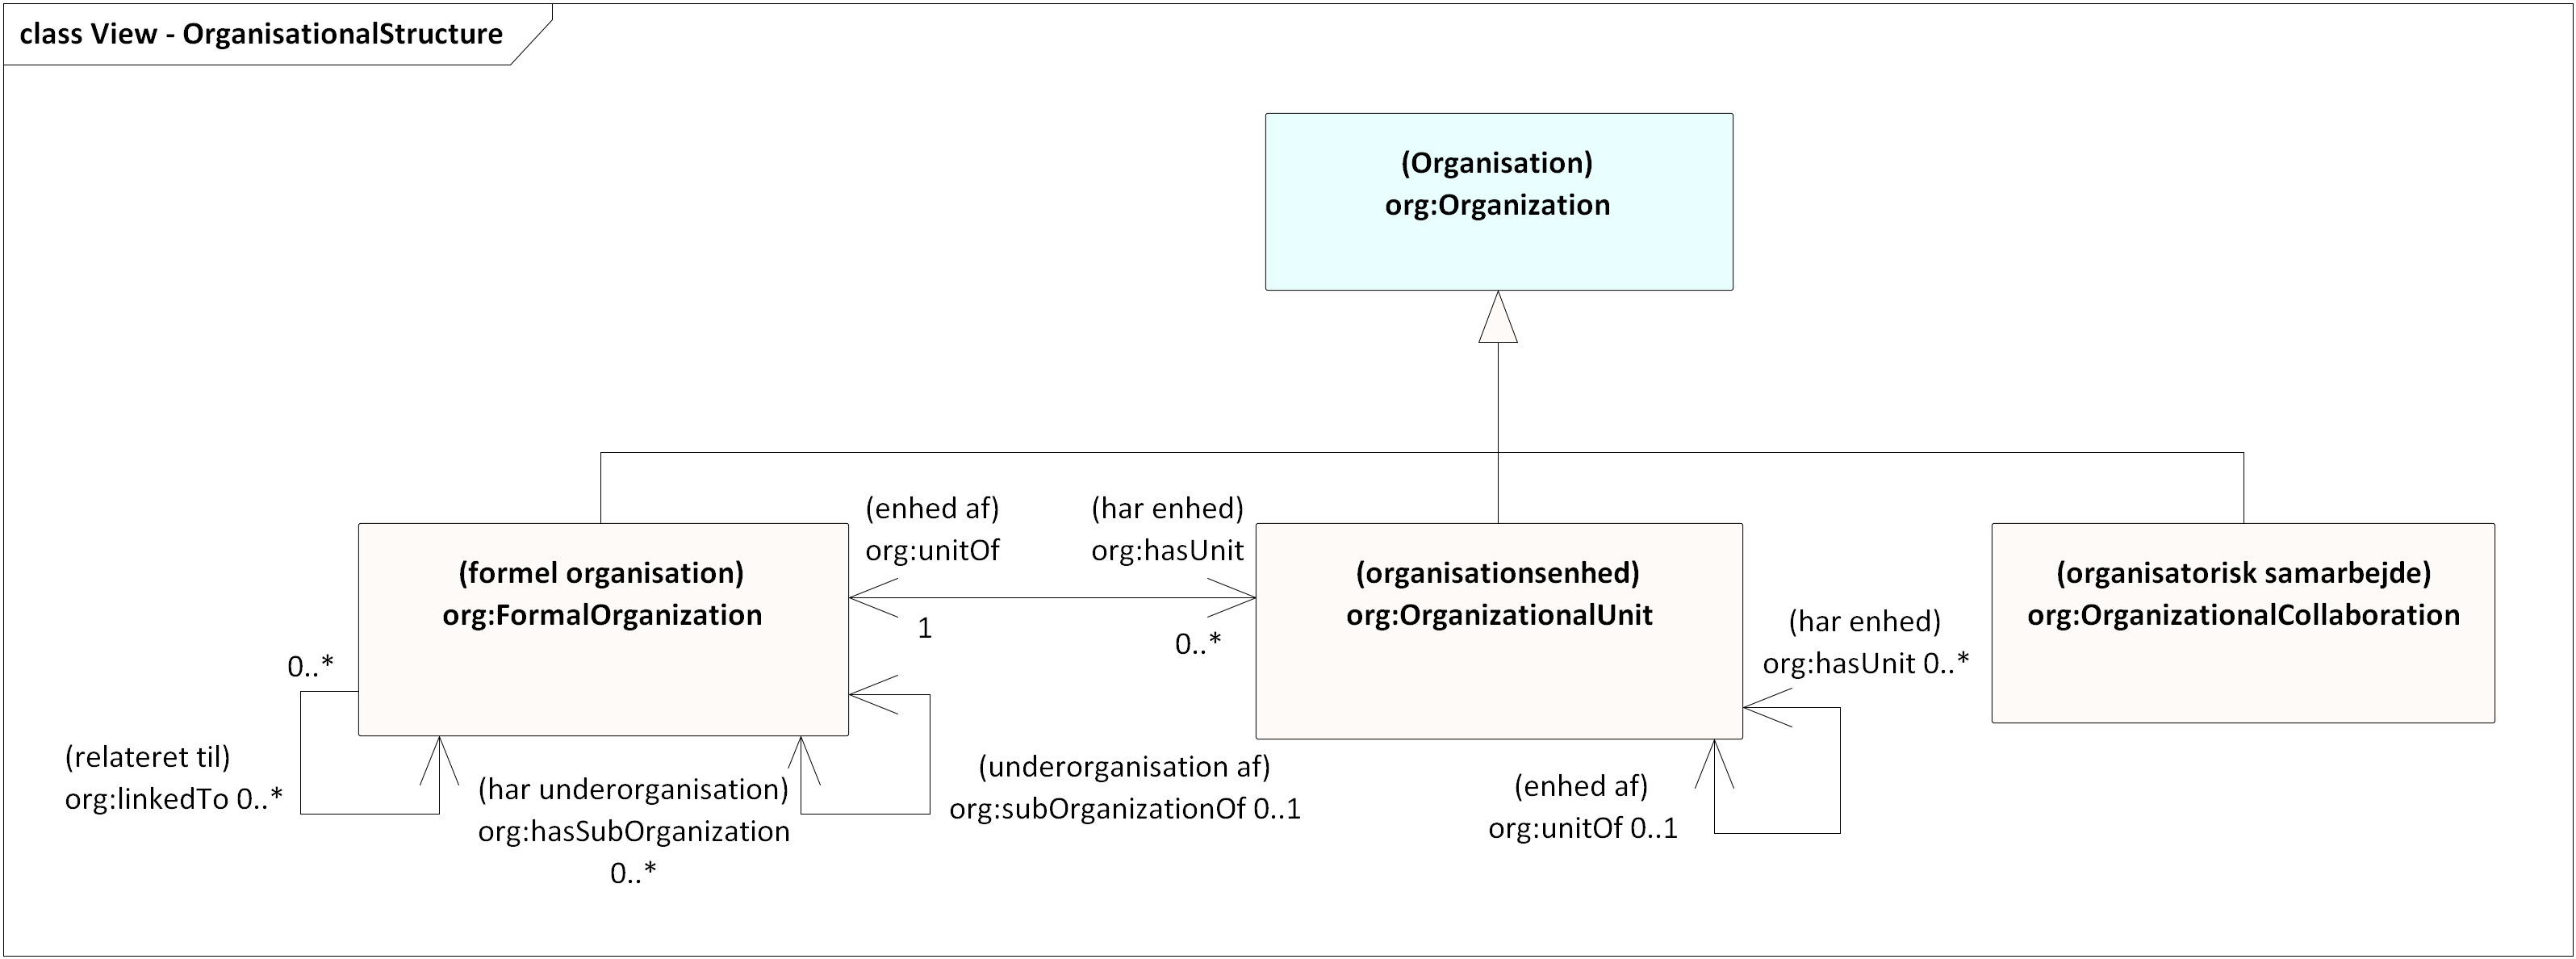 class View - OrganisationalStructure
(Organisation)
org:Organization
(enhed af)
org:unitOf
1
(har enhed)
org:hasUnit
0..*
(formel organisation)
org:FormalOrganization
(organisationsenhed)
org:OrganizationalUnit
(organisatorisk samarbejde)
org:OrganizationalCollaboration
(har enhed)
org:hasUnit 0..*
0..*
(relateret til)
org:linkedTo 0..*
(har underorganisation)
org:hasSubOrganization
0..*
(underorganisation af)
org:subOrganizationOf 0..1
(enhed af)
org:unitOf 0..1